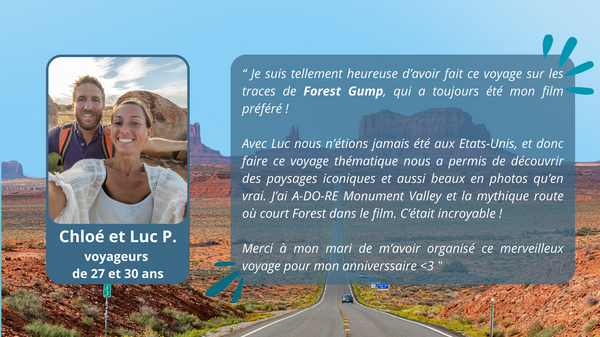 “ Je suis tellement heureuse d’avoir fait ce voyage sur les
traces de Forest Gump, qui a toujours été mon film
préféré !
Avec Luc nous n’étions jamais été aux Etats-Unis, et donc
faire ce voyage thématique nous a permis de découvrir
des paysages iconiques et aussi beaux en photos qu’en
vrai. J’ai A-DO-RE Monument Valley et la mythique route
où court Forest dans le film. C’était incroyable !
Merci à mon mari de m’avoir organisé ce merveilleux
voyage pour mon anniverssaire <3 "
Chloé et Luc P.
voyageurs
de 27 et 30 ans